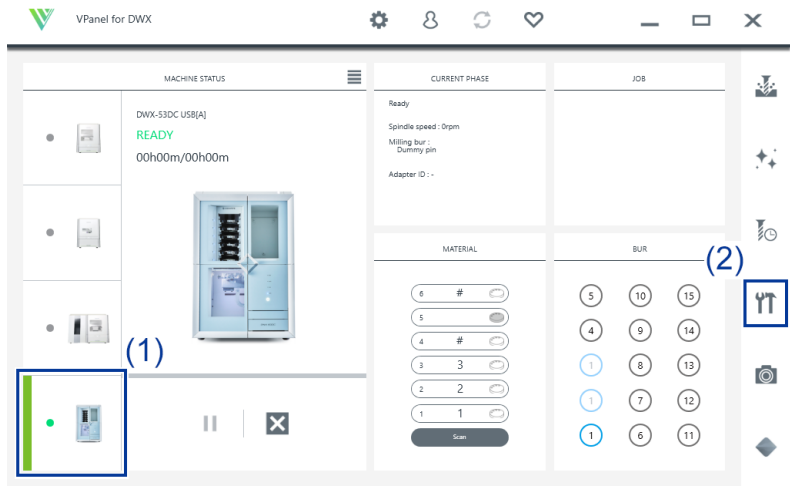 VPanel for DWX
MACHINE STATUS
DWX-53DC USB[A]
READY
00h00m/00h00m
(1)
CURRENT PHASE
Ready
Spindle speed : 0rpm
Milling bur :
Dummy pin
Adapter ID : -
JOB
MATERIAL
6 #
5
4 #
3 3
2 2
1 1
Scan
BUR
(2)
5 10 15
4 9 14
1 8 13
1 7 12
1 6 11